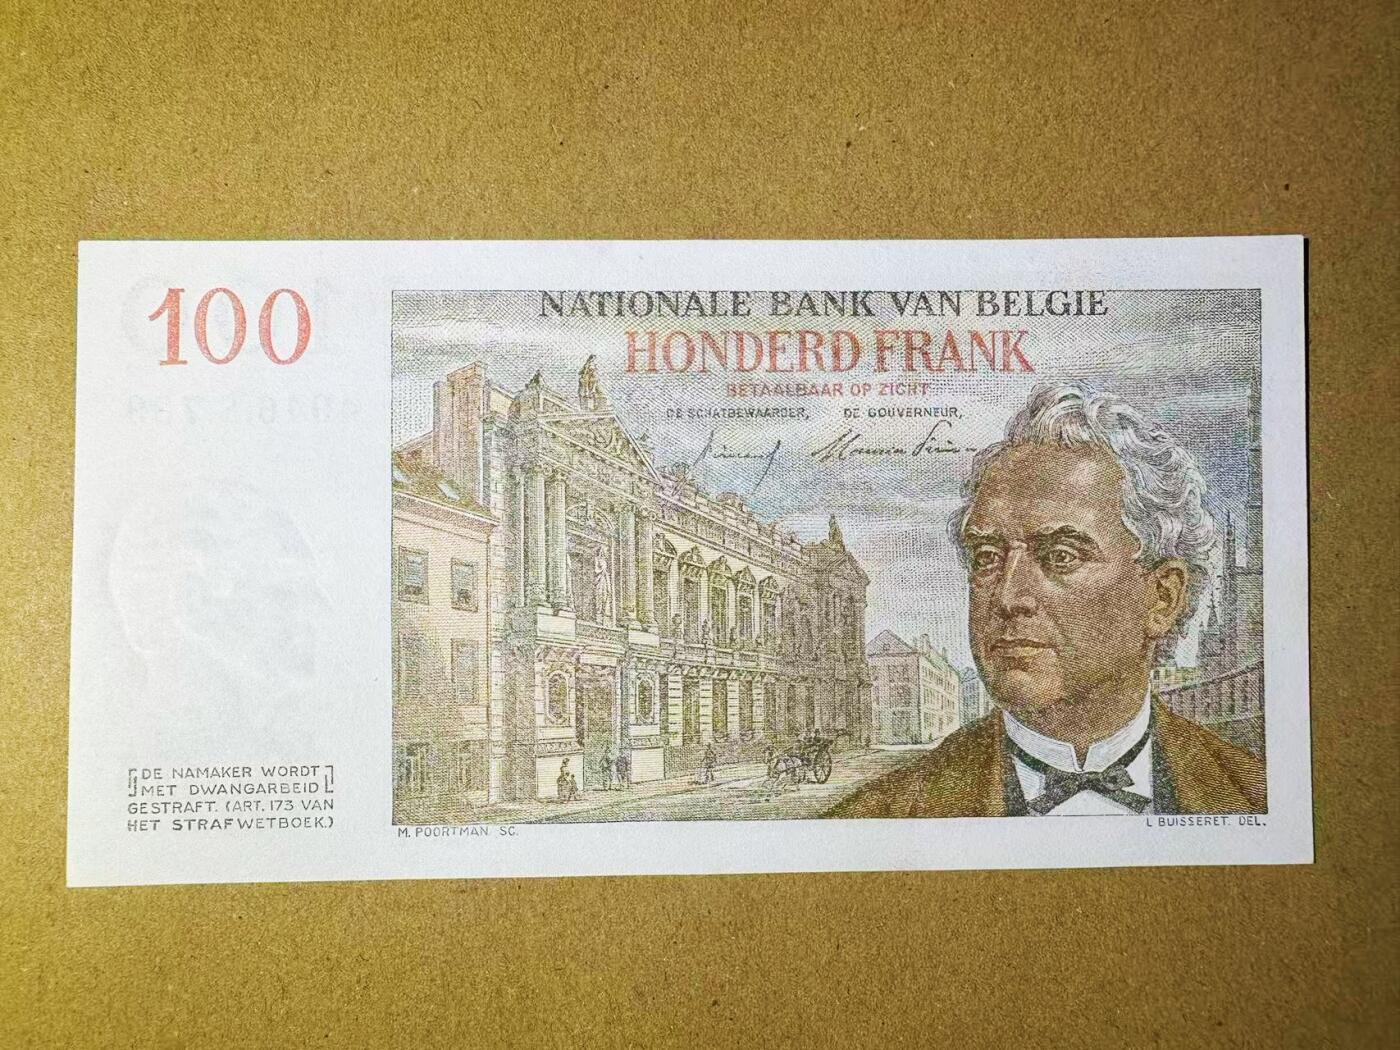 100
NATIONALE BANK VAN BELGIE
HONDERD FRANK
BETAALBAAR OP ZICHT
DE SCHATBEWAARDER, DE GOUVERNEUR,
DE NAMAKER WORDT
MET DWANGARBEID
GESTRAFT. (ART. 173 VAN
HET STRAFWETBOEK.)
M. POORTMAN. SC.
L BUISSERET. DEL.